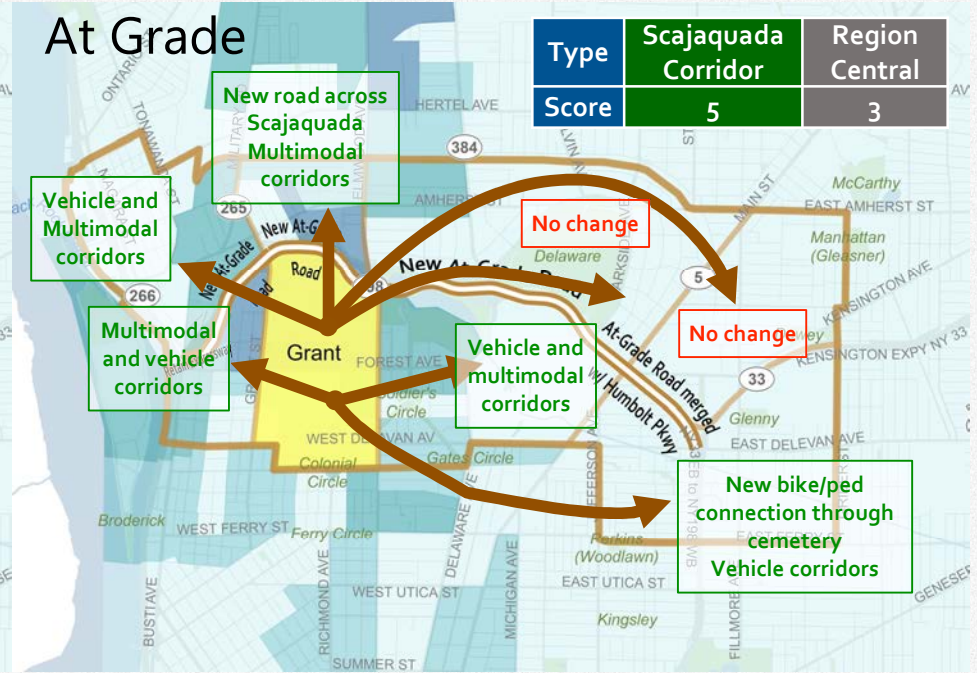 At Grade
Type
Scajaquada
Corridor
Region
Central
Score
5
3
New road across
Scajaquada
Multimodal
corridors
Vehicle and
Multimodal
corridors
Multimodal
and vehicle
corridors
No change
No change
Vehicle and
multimodal
corridors
New bike/ped
connection through
cemetery
Vehicle corridors
ONTARIO ST
HERTEL AVE
384
265
266
5
33
MAIN ST
McCarthy
EAST AMHERST ST
Manhattan
(Gleasner)
KENSINGTON AVE
KENSINGTON EXPY NY 33
Delaware
New At-Grade
Road
New At-Grade Road
At-Grade Road merged
w/ Humbolt Pkwy
Grant
FOREST AVE
Soldier's
Circle
WEST DELEVAN AV
Gates Circle
Colonial
Circle
Glenny
EAST DELEVAN AVE
Broderick
WEST FERRY ST
Ferry Circle
DELAWARE AVE
Perkins
(Woodlawn)
WEST UTICA ST
EAST UTICA ST
Kingsley
BUSTI AVE
RICHMOND AVE
MICHIGAN AVE
SUMMER ST